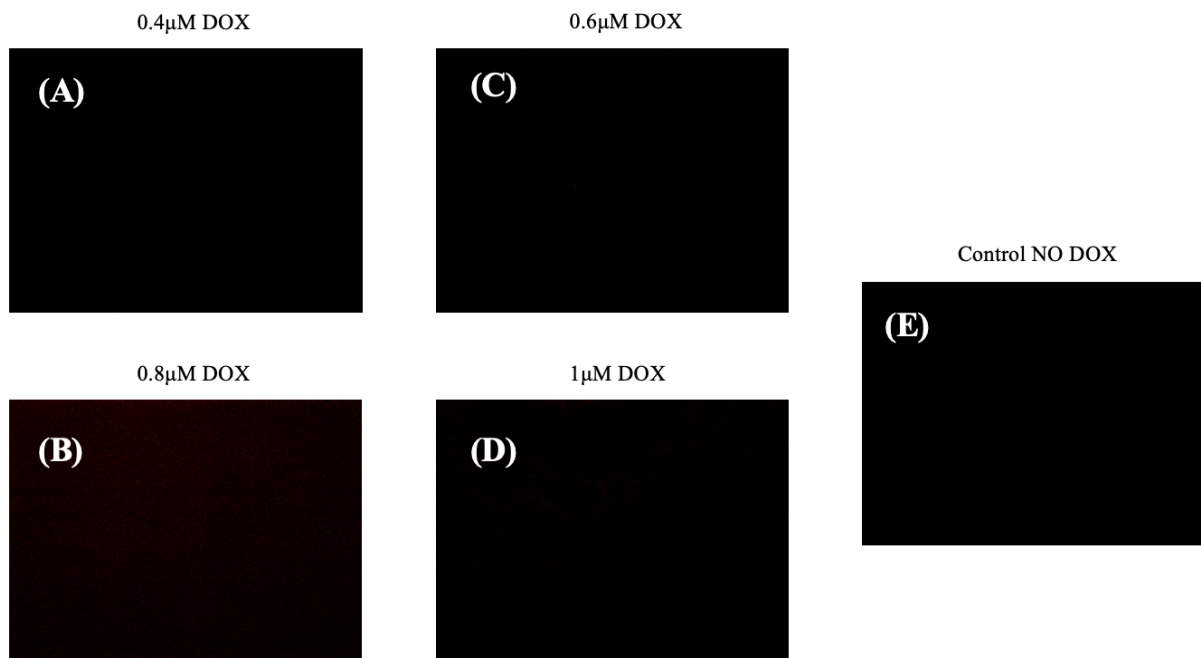 0.4μM DOX
0.6μM DOX
(A)
(C)
Control NO DOX
(E)
0.8μM DOX
1μM DOX
(B)
(D)